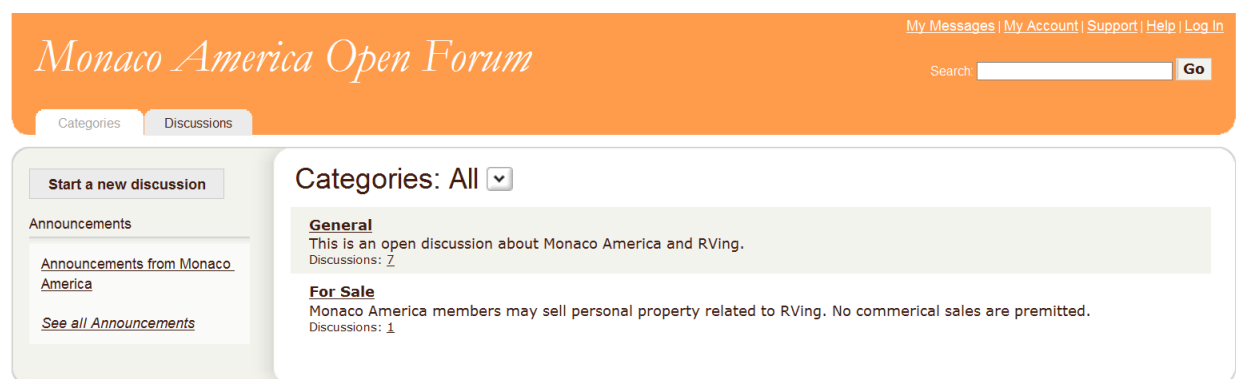 My Messages | My Account | Support | Help | Log In
Monaco America Open Forum
Search: Go
Categories Discussions
Start a new discussion
Announcements
Announcements from Monaco
America
See all Announcements
Categories: All
General
This is an open discussion about Monaco America and RVing.
Discussions: 7
For Sale
Monaco America members may sell personal property related to RVing. No commerical sales are premitted.
Discussions: 1